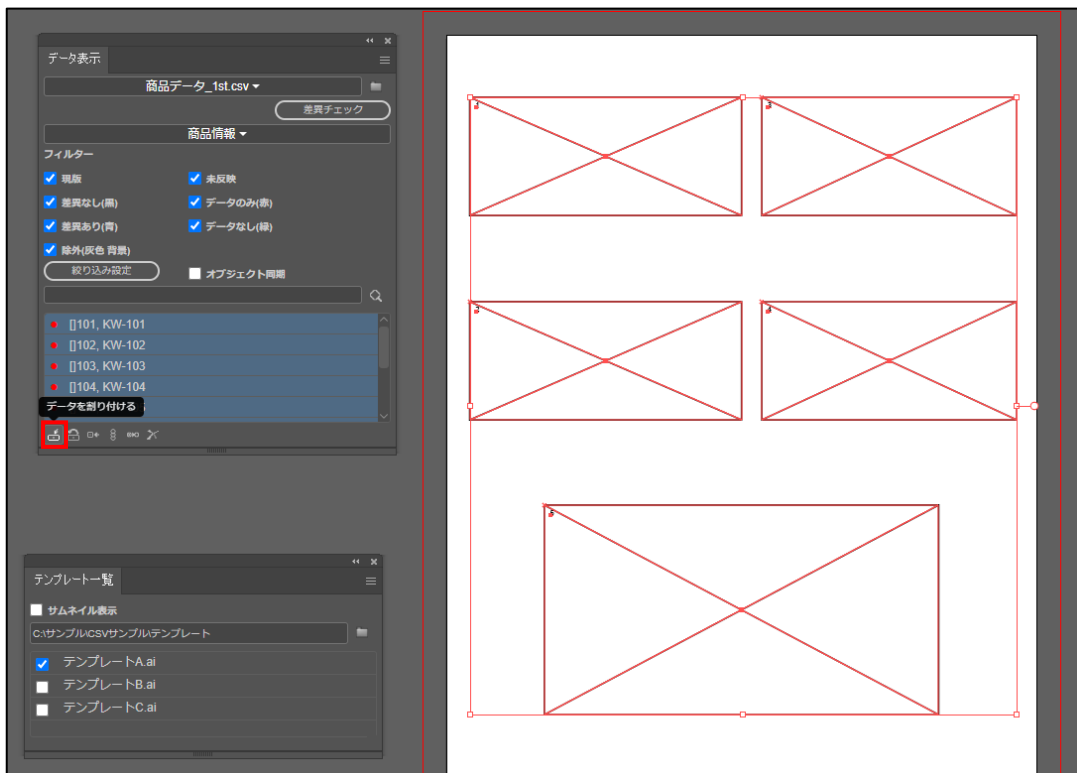 データ表示
商品データ_1st.csv
差異チェック
商品情報
フィルター
現版
未反映
差異なし(黒)
データのみ(赤)
差異あり(青)
データなし(緑)
除外(灰色 背景)
絞り込み設定
オブジェクト同期
[]101, KW-101
[]102, KW-102
[]103, KW-103
[]104, KW-104
データを割り付ける
テンプレート一覧
サムネイル表示
C:\サンプル\CSVサンプル\テンプレート
テンプレートA.ai
テンプレートB.ai
テンプレートC.ai